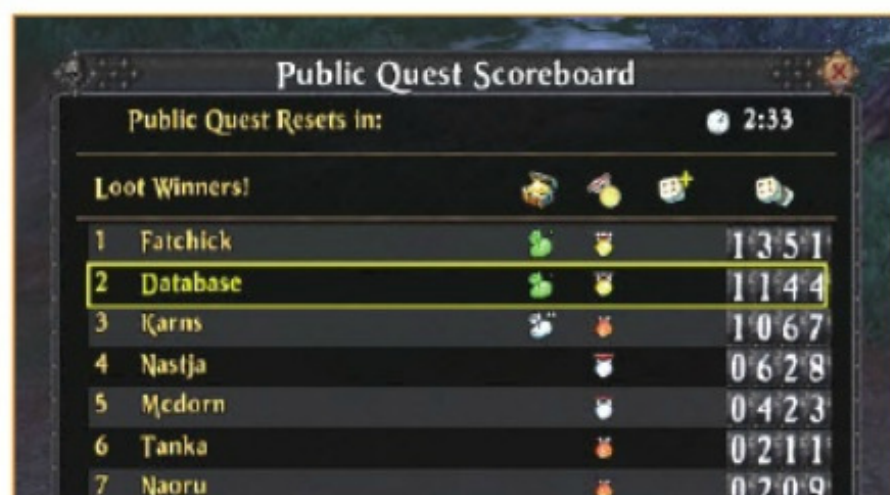 Public Quest Scoreboard
Public Quest Resets in: 2:33
Loot Winners!
1 Fatchick 1351
2 Database 1144
3 Karns 1067
4 Nastja 0628
5 Mcdorn 0423
6 Tanka 0211
7 Naoru 0209